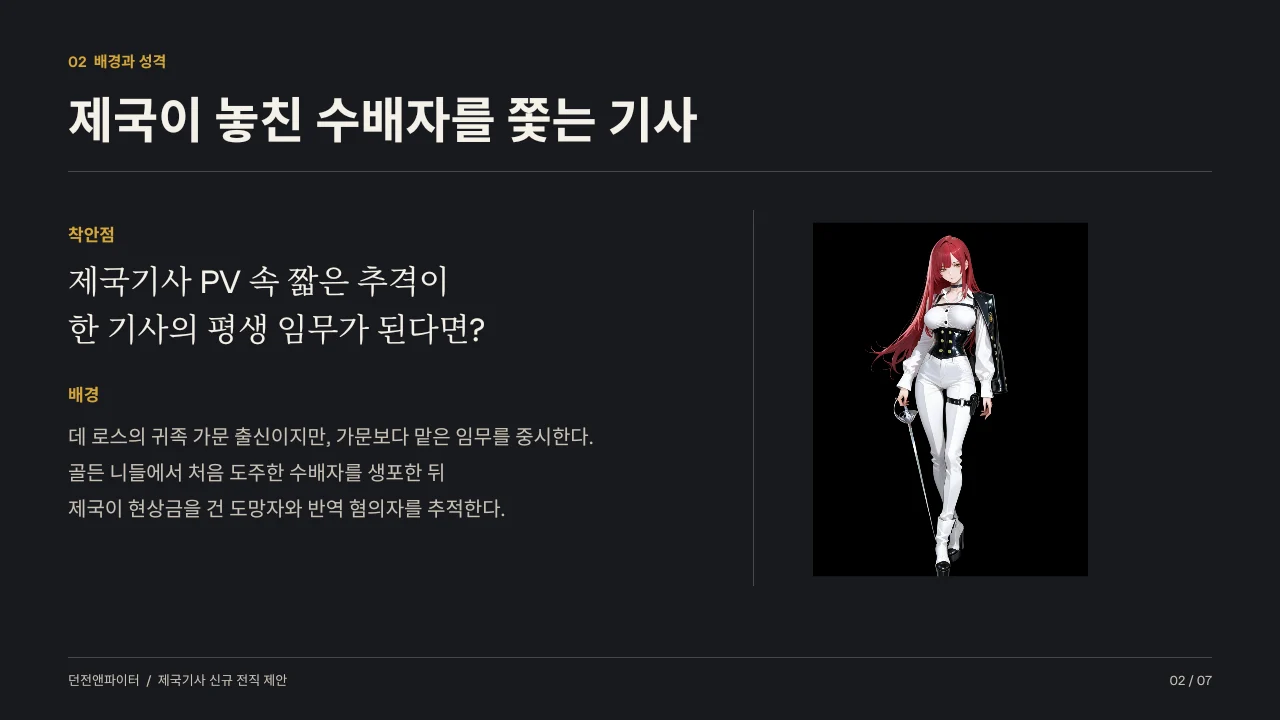 02 배경과 성격
제국이 놓친 수배자를 쫓는 기사
착안점
제국기사 PV 속 짧은 추격이
한 기사의 평생 임무가 된다면?
배경
데 로스의 귀족 가문 출신이지만, 가문보다 맡은 임무를 중시한다.
골든 니들에서 처음 도주한 수배자를 생포한 뒤
제국이 현상금을 건 도망자와 반역 혐의자를 추적한다.
던전앤파이터 / 제국기사 신규 전직 제안
02 / 07